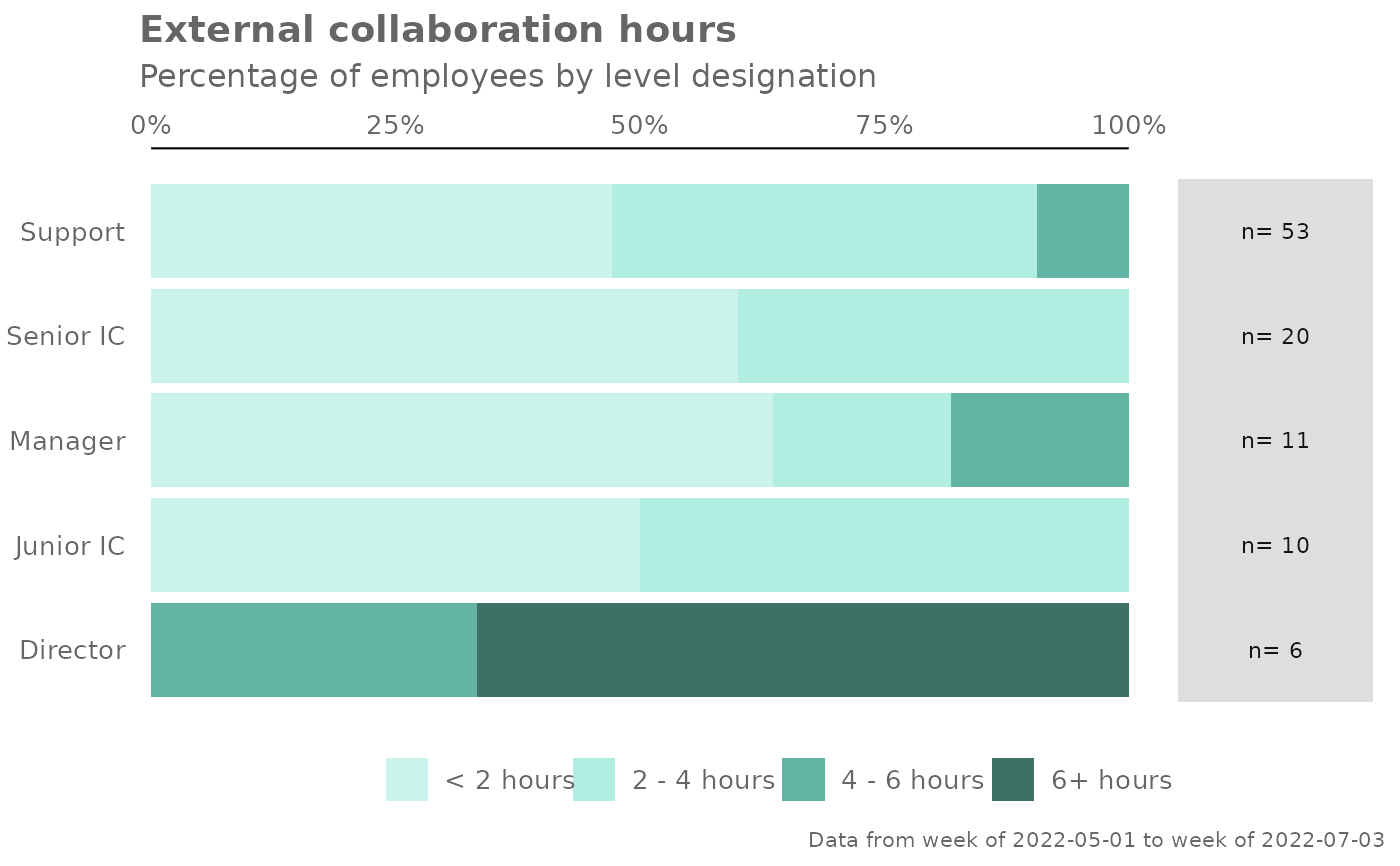 External collaboration hours
Percentage of employees by level designation
0% 25% 50% 75% 100%
Support n= 53
Senior IC n= 20
Manager n= 11
Junior IC n= 10
Director n= 6
< 2 hours 2 - 4 hours 4 - 6 hours 6+ hours
Data from week of 2022-05-01 to week of 2022-07-03